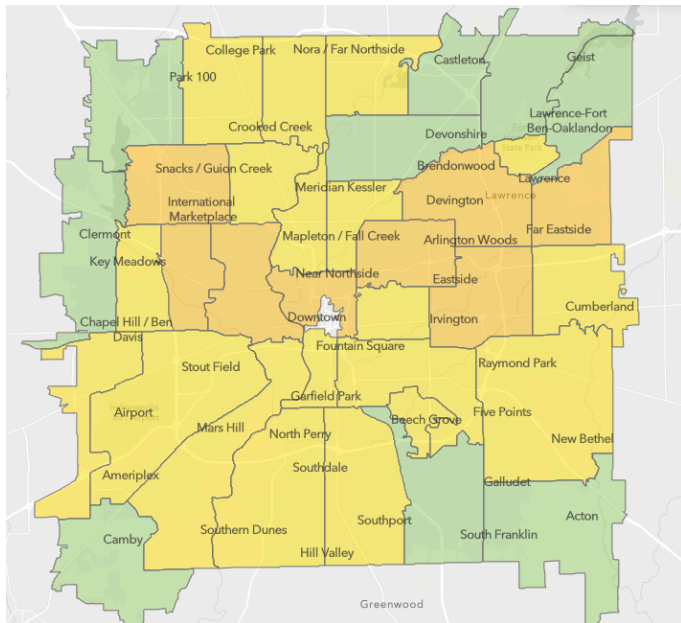 College Park
Nora / Far Northside
Castleton
Geist
Park 100
Lawrence-Fort
Ben-Oaklandon
Crooked Creek
Devonshire
State Park
Snacks / Guion Creek
Brendonwood
Lawrence
Meridian Kessler
Lawrence
International
Marketplace
Devington
Clermont
Mapleton / Fall Creek
Arlington Woods
Far Eastside
Key Meadows
Near Northside
Eastside
Cumberland
Chapel Hill / Ben
Davis
Downtown
Irvington
Fountain Square
Stout Field
Raymond Park
Garfield Park
Airport
Mars Hill
North Perry
Beech Grove
Five Points
New Bethel
Southdale
Ameriplex
Galludet
Southport
Acton
Camby
Southern Dunes
South Franklin
Hill Valley
Greenwood